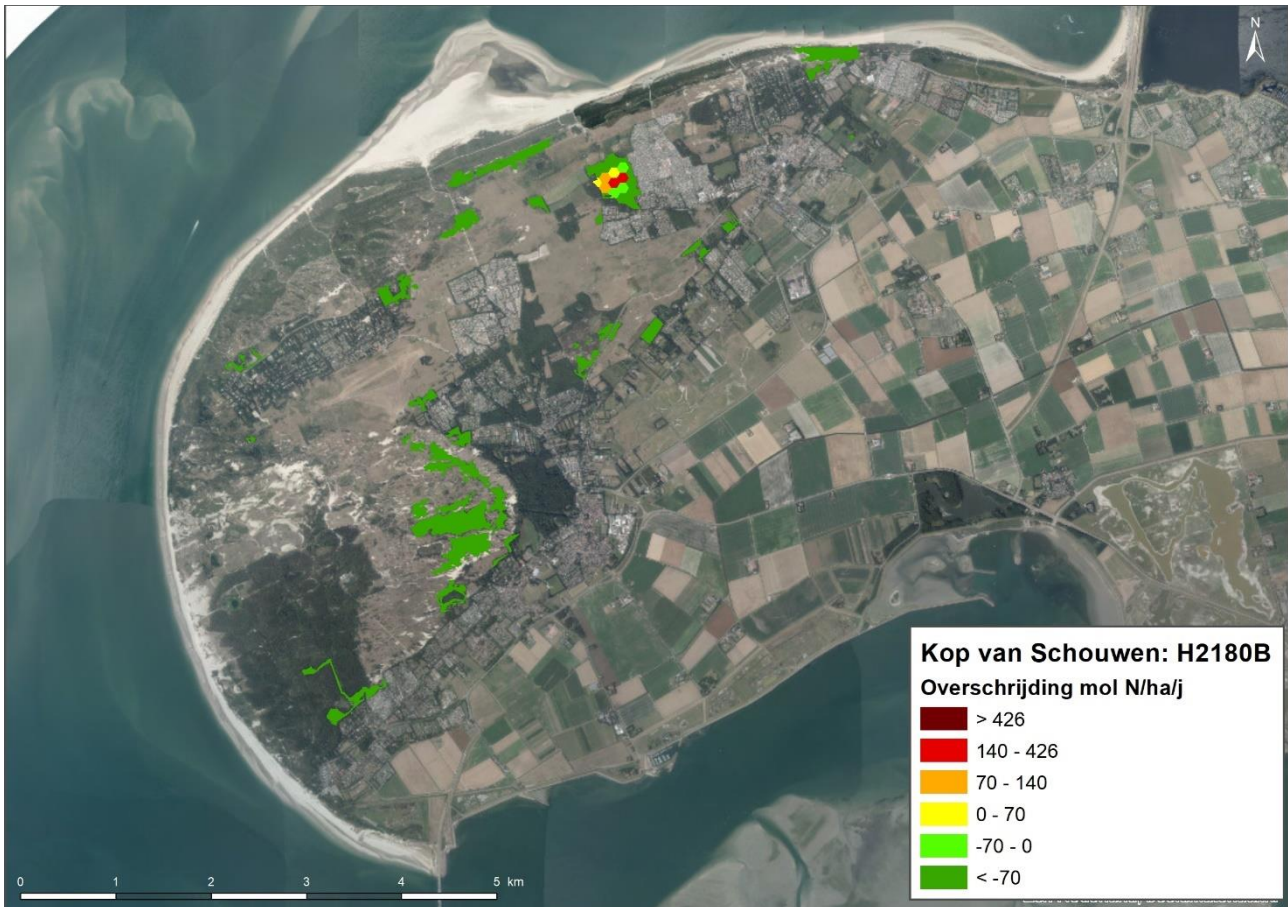 N
Kop van Schouwen: H2180B
Overschrijding mol N/ha/j
> 426
140 - 426
70 - 140
0 - 70
-70 - 0
< -70
0 1 2 3 4 5 km